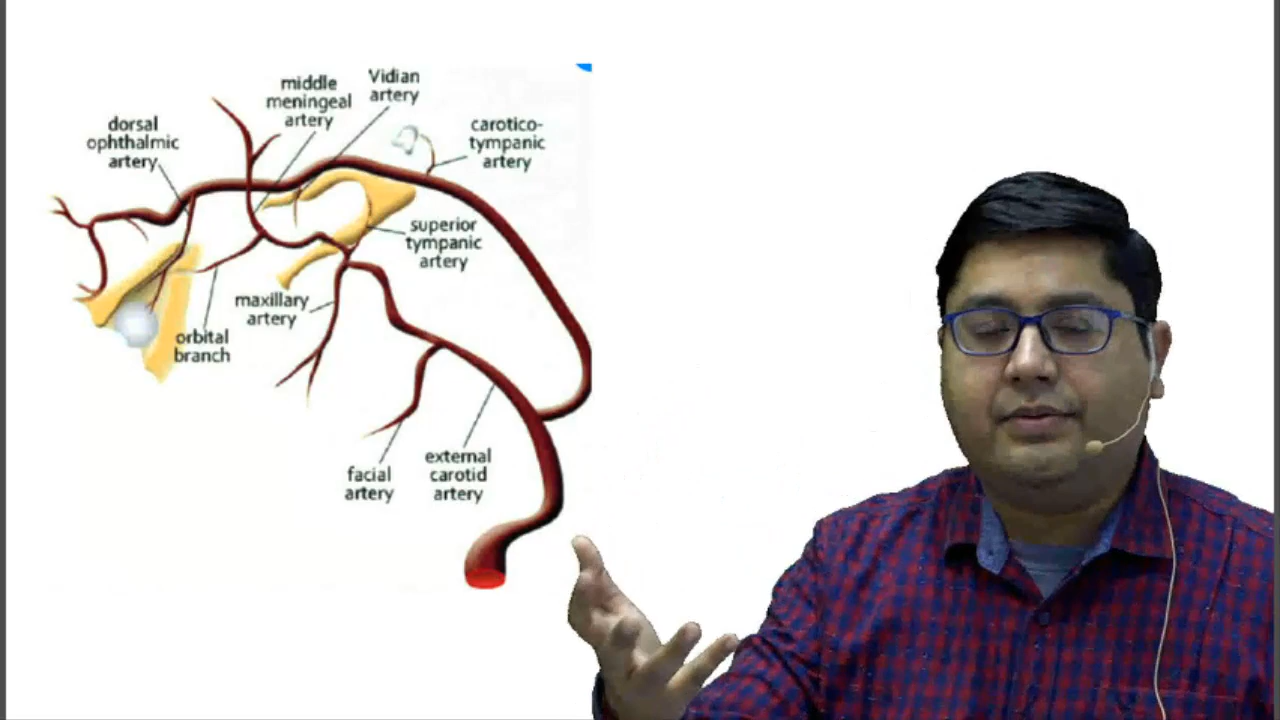 middle
meningeal
artery
Vidian
artery
dorsal
ophthalmic
artery
carotico-
tympanic
artery
superior
tympanic
artery
maxillary
artery
orbital
branch
facial
artery
external
carotid
artery